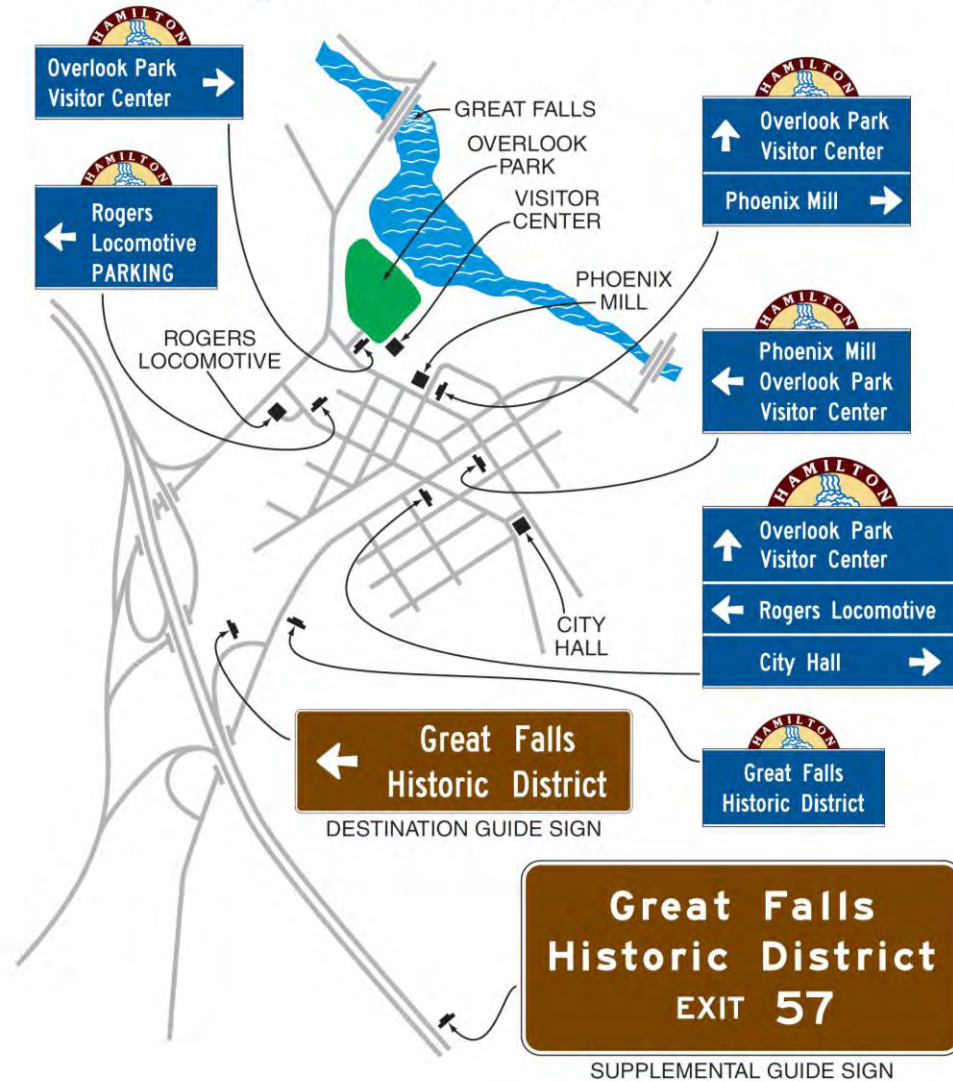 HAMILTON
Overlook Park
Visitor Center
HAMILTON
Rogers
Locomotive
PARKING
GREAT FALLS
OVERLOOK
PARK
VISITOR
CENTER
PHOENIX
MILL
ROGERS
LOCOMOTIVE
CITY
HALL
HAMILTON
Overlook Park
Visitor Center
Phoenix Mill
HAMILTON
Phoenix Mill
Overlook Park
Visitor Center
HAMILTON
Overlook Park
Visitor Center
Rogers Locomotive
City Hall
HAMILTON
Great Falls
Historic District
Great Falls
Historic District
DESTINATION GUIDE SIGN
Great Falls
Historic District
EXIT 57
SUPPLEMENTAL GUIDE SIGN